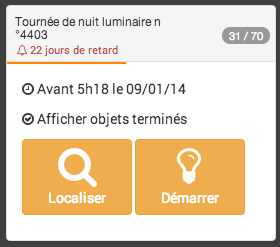 Tournée de nuit luminaire n
°4403
31 / 70
22 jours de retard
Avant 5h18 le 09/01/14
Afficher objets terminés
Localiser
Démarrer